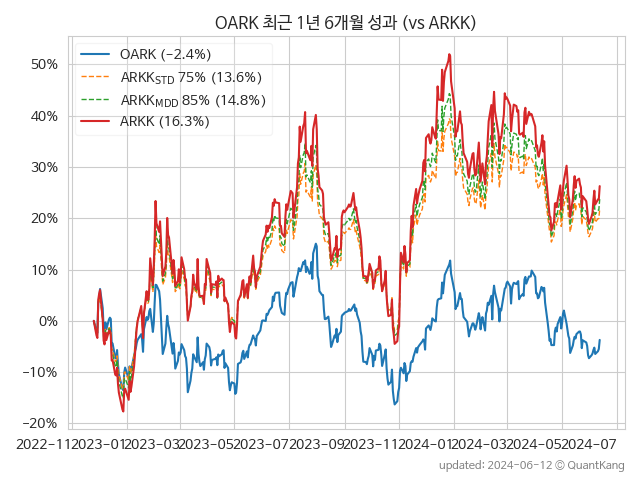 OARK 최근 1년 6개월 성과 (vs ARKK)
OARK (−2.4%)
ARKK_STD 75% (13.6%)
ARKK_MDD 85% (14.8%)
ARKK (16.3%)
50%
40%
30%
20%
10%
0%
−10%
−20%
2022−11 2023−01 2023−03 2023−05 2023−07 2023−09 2023−11 2024−01 2024−03 2024−05 2024−07
updated: 2024-06-12 © QuantKang